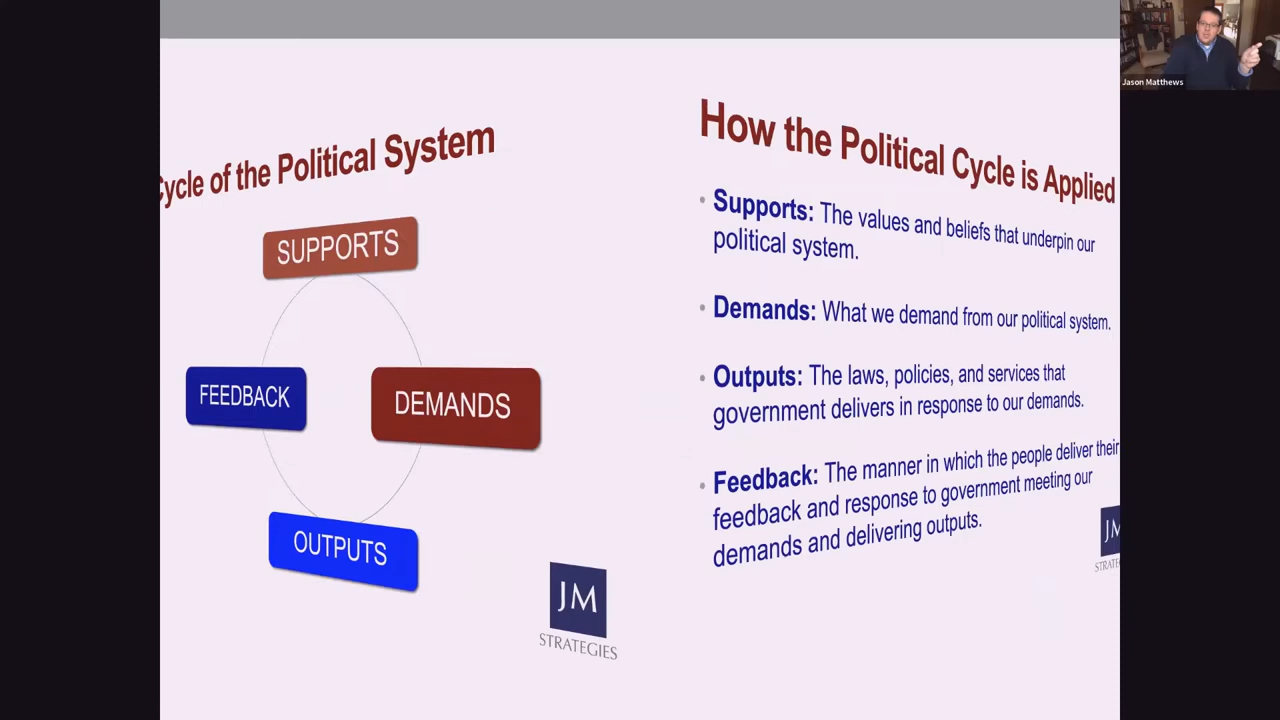 Cycle of the Political System
SUPPORTS
FEEDBACK
DEMANDS
OUTPUTS
JM
STRATEGIES
How the Political Cycle is Applied
• Supports: The values and beliefs that underpin our
political system.
• Demands: What we demand from our political system.
• Outputs: The laws, policies, and services that
government delivers in response to our demands.
• Feedback: The manner in which the people deliver their
feedback and response to government meeting our
demands and delivering outputs.
JM
STRATE
Jason Matthews